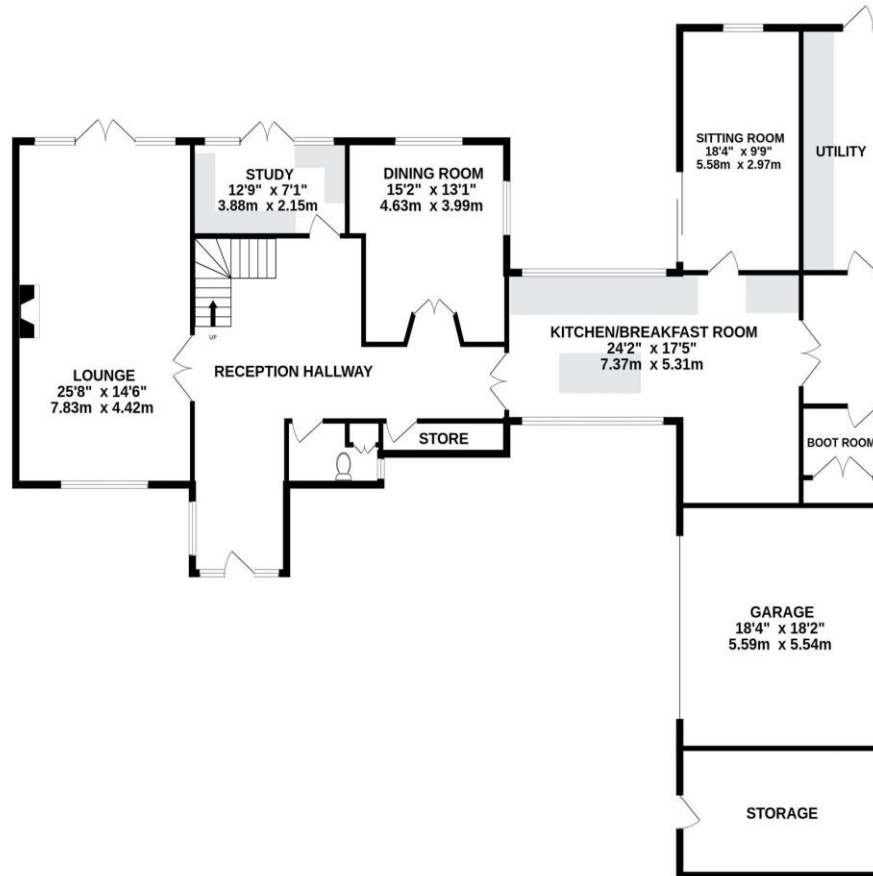 SITTING ROOM
18'4" x 9'9"
5.58m x 2.97m
UTILITY
STUDY
12'9" x 7'1"
3.88m x 2.15m
DINING ROOM
15'2" x 13'1"
4.63m x 3.99m
UP
KITCHEN/BREAKFAST ROOM
24'2" x 17'5"
7.37m x 5.31m
LOUNGE
25'8" x 14'6"
7.83m x 4.42m
RECEPTION HALLWAY
STORE
BOOT ROOM
GARAGE
18'4" x 18'2"
5.59m x 5.54m
STORAGE